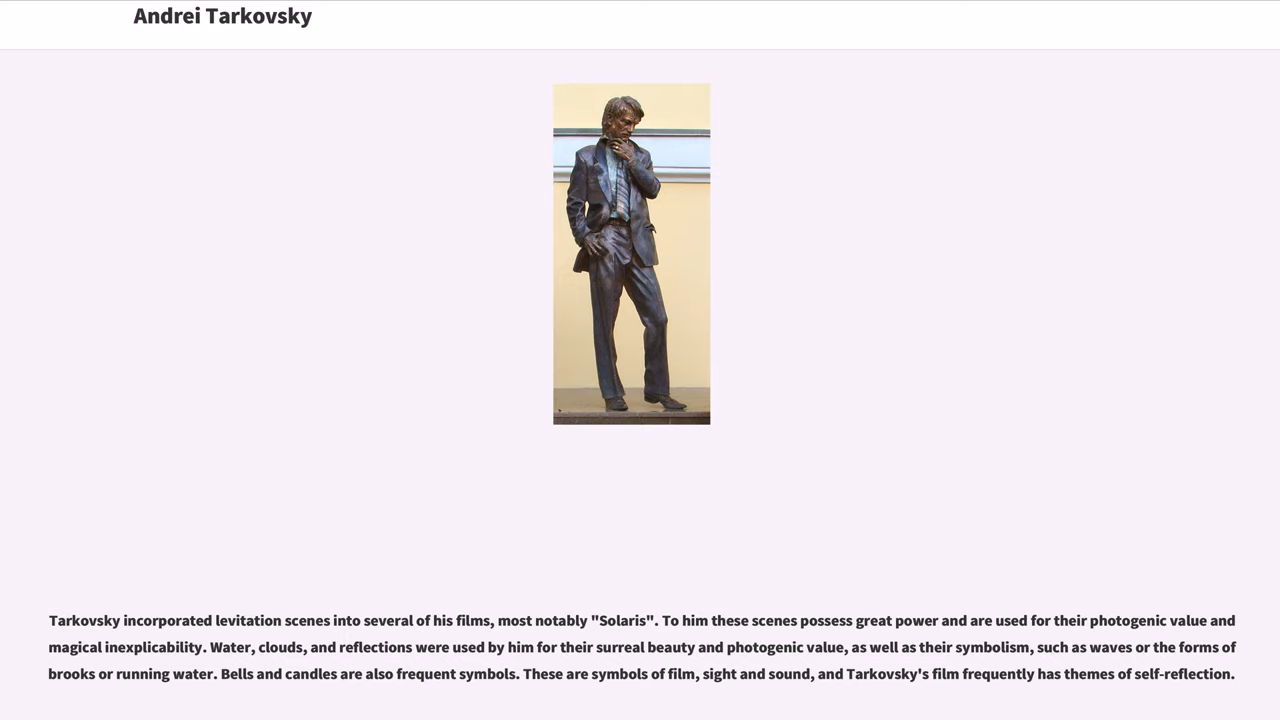 Andrei Tarkovsky
Tarkovsky incorporated levitation scenes into several of his films, most notably "Solaris". To him these scenes possess great power and are used for their photogenic value and
magical inexplicability. Water, clouds, and reflections were used by him for their surreal beauty and photogenic value, as well as their symbolism, such as waves or the forms of
brooks or running water. Bells and candles are also frequent symbols. These are symbols of film, sight and sound, and Tarkovsky's film frequently has themes of self-reflection.